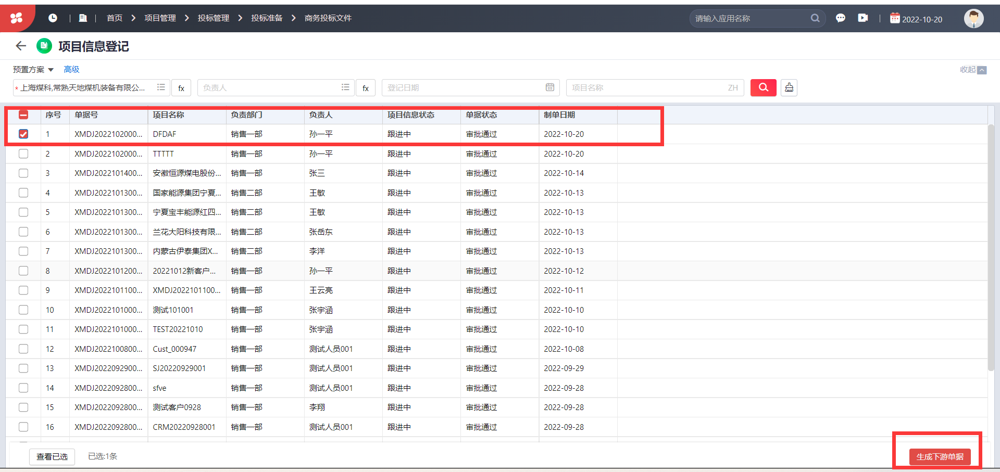 首页 项目管理 投标管理 投标准备 商务投标文件 请输入应用名称 2022-10-20
项目信息登记
预置方案 高级 收起
* 上海煤科,常熟天地煤机装备有限公... fx 负责人 fx 登记日期 项目名称 ZH
序号 单据号 项目名称 负责部门 负责人 项目信息状态 单据状态 制单日期
1 XMDJ2022102000... DFDAF 销售一部 孙一平 跟进中 审批通过 2022-10-20
2 XMDJ2022102000... TTTTT 销售一部 孙一平 跟进中 审批通过 2022-10-20
3 XMDJ2022101400... 安徽恒源煤电股份... 销售一部 张三 跟进中 审批通过 2022-10-14
4 XMDJ2022101300... 国家能源集团宁夏... 销售二部 王敏 跟进中 审批通过 2022-10-13
5 XMDJ2022101300... 宁夏宝丰能源红四... 销售二部 王敏 跟进中 审批通过 2022-10-13
6 XMDJ2022101300... 兰花大阳科技有限... 销售二部 张岳东 跟进中 审批通过 2022-10-13
7 XMDJ2022101300... 内蒙古伊泰集团X... 销售二部 李洋 跟进中 审批通过 2022-10-13
8 XMDJ2022101200... 20221012新客户... 销售一部 孙一平 跟进中 审批通过 2022-10-12
9 XMDJ2022101100... XMDJ2022101100... 销售一部 王云亮 跟进中 审批通过 2022-10-11
10 XMDJ2022101000... 测试101001 销售一部 张宇涵 跟进中 审批通过 2022-10-10
11 XMDJ2022101000... TEST20221010 销售一部 张宇涵 跟进中 审批通过 2022-10-10
12 XMDJ2022100800... Cust_000947 销售一部 测试人员001 跟进中 审批通过 2022-10-08
13 XMDJ2022092900... SJ20220929001 销售一部 测试人员001 跟进中 审批通过 2022-09-29
14 XMDJ2022092800... sfve 销售一部 测试人员001 跟进中 审批通过 2022-09-28
15 XMDJ2022092800... 测试客户0928 销售一部 李翔 跟进中 审批通过 2022-09-28
16 XMDJ2022092800... CRM20220928001 销售一部 测试人员001 跟进中 审批通过 2022-09-28
查看已选 已选:1条 生成下游单据